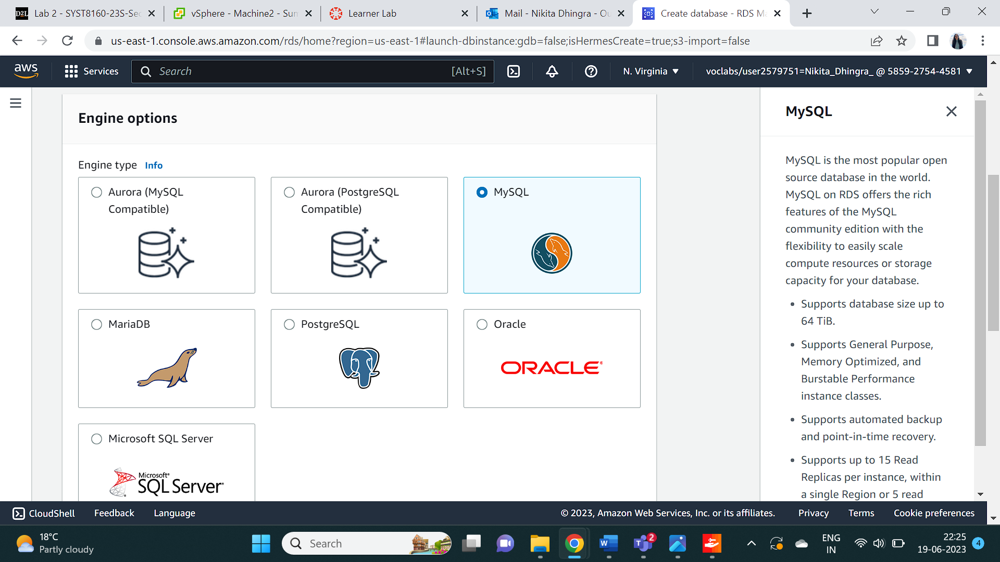 Lab 2 - SYST8160-23S-Sec
vSphere - Machine2 - Sum
Learner Lab
Mail - Nikita Dhingra - Ou
Create database - RDS Ma
us-east-1.console.aws.amazon.com/rds/home?region=us-east-1#launch-dbinstance:gdb=false;isHermesCreate=true;s3-import=false
aws
Services
Search
[Alt+S]
N. Virginia
voclabs/user2579751=Nikita_Dhingra_ @ 5859-2754-4581
Engine options
Engine type Info
Aurora (MySQL
Compatible)
Aurora (PostgreSQL
Compatible)
MySQL
MariaDB
PostgreSQL
Oracle
ORACLE
Microsoft SQL Server
Microsoft
SQL Server
MySQL
MySQL is the most popular open
source database in the world.
MySQL on RDS offers the rich
features of the MySQL
community edition with the
flexibility to easily scale
compute resources or storage
capacity for your database.
• Supports database size up to
64 TiB.
• Supports General Purpose,
Memory Optimized, and
Burstable Performance
instance classes.
• Supports automated backup
and point-in-time recovery.
• Supports up to 15 Read
Replicas per instance, within
a single Region or 5 read
CloudShell
Feedback
Language
© 2023, Amazon Web Services, Inc. or its affiliates.
Privacy
Terms
Cookie preferences
18°C
Partly cloudy
Search
2
ENG
IN
22:25
19-06-2023
4